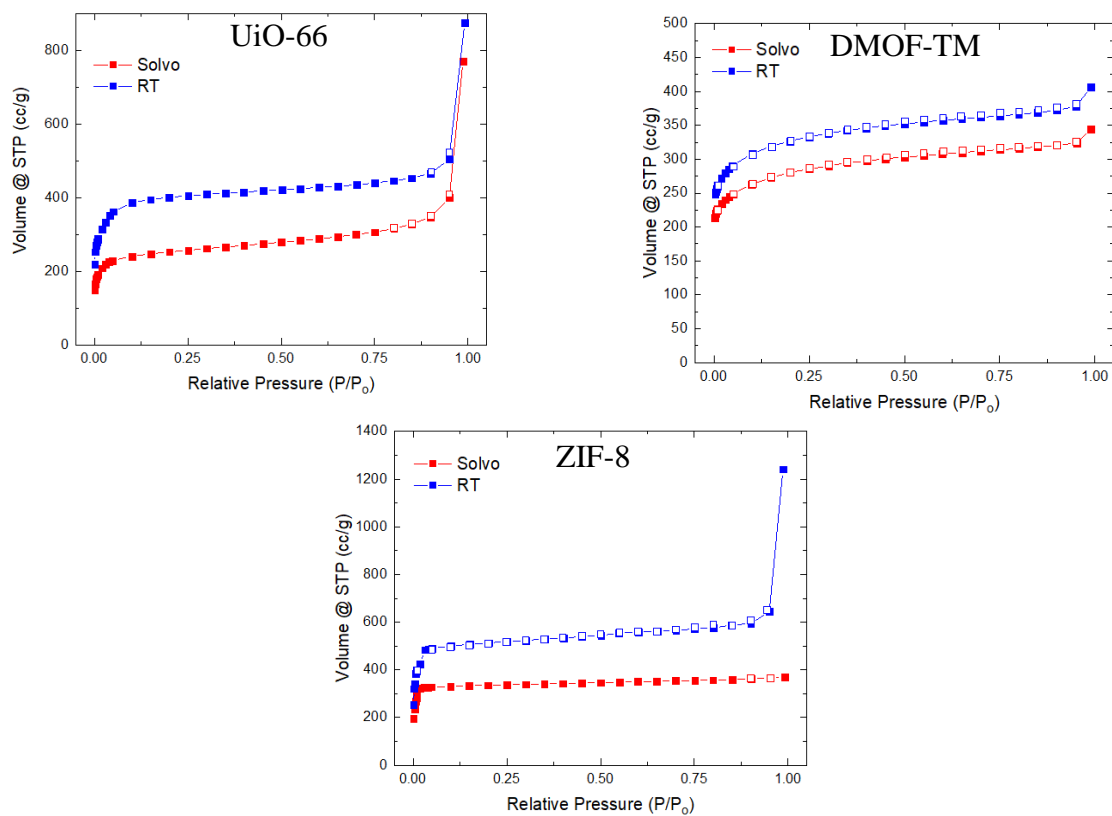 UiO-66
Solvo
RT
Volume @ STP (cc/g)
800
600
400
200
0
0.00 0.25 0.50 0.75 1.00
Relative Pressure (P/Po)
DMOF-TM
Solvo
RT
Volume @ STP (cc/g)
500
450
400
350
300
250
200
150
100
50
0
0.00 0.25 0.50 0.75 1.00
Relative Pressure (P/Po)
ZIF-8
Solvo
RT
Volume @ STP (cc/g)
1400
1200
1000
800
600
400
200
0
0.00 0.25 0.50 0.75 1.00
Relative Pressure (P/Po)